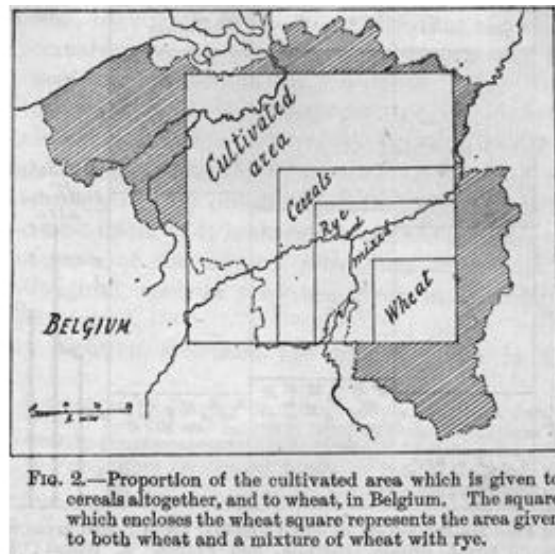 Cultivated
area
Cereals
Rye
mixed
Wheat
BELGIUM
FIG. 2.—Proportion of the cultivated area which is given to
cereals altogether, and to wheat, in Belgium. The square
which encloses the wheat square represents the area given
to both wheat and a mixture of wheat with rye.